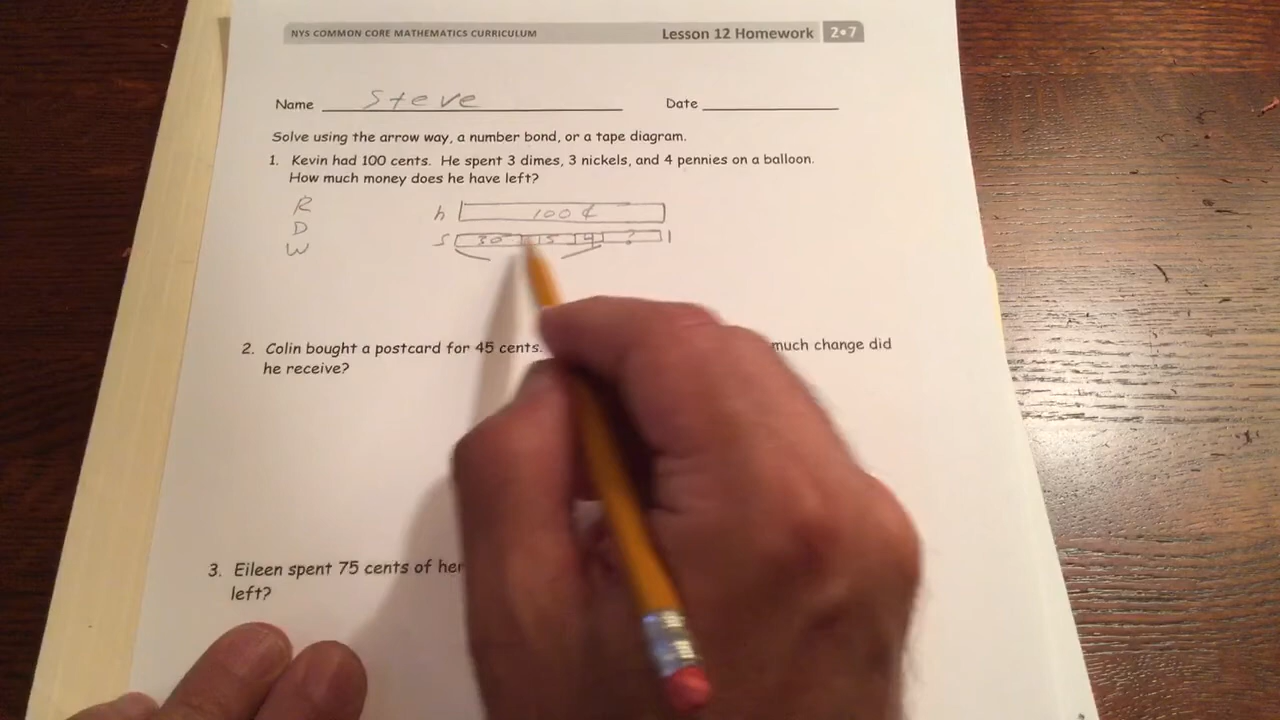 NYS COMMON CORE MATHEMATICS CURRICULUM Lesson 12 Homework 2•7
Name Steve Date
Solve using the arrow way, a number bond, or a tape diagram.
1. Kevin had 100 cents. He spent 3 dimes, 3 nickels, and 4 pennies on a balloon.
How much money does he have left?
R
D
W
h 100 ¢
S 30 15 4 ?
2. Colin bought a postcard for 45 cents. much change did
he receive?
3. Eileen spent 75 cents of her
left?